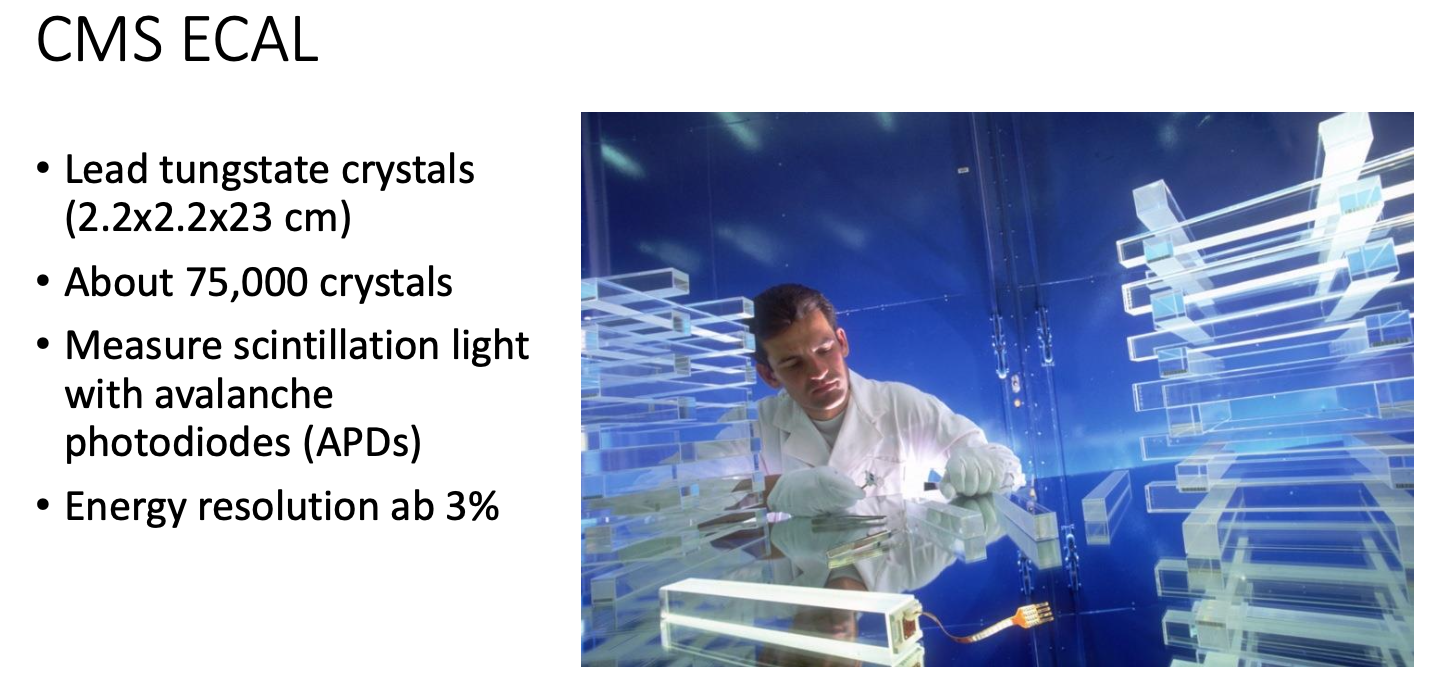 CMS ECAL
• Lead tungstate crystals
(2.2x2.2x23 cm)
• About 75,000 crystals
• Measure scintillation light
with avalanche
photodiodes (APDs)
• Energy resolution ab 3%